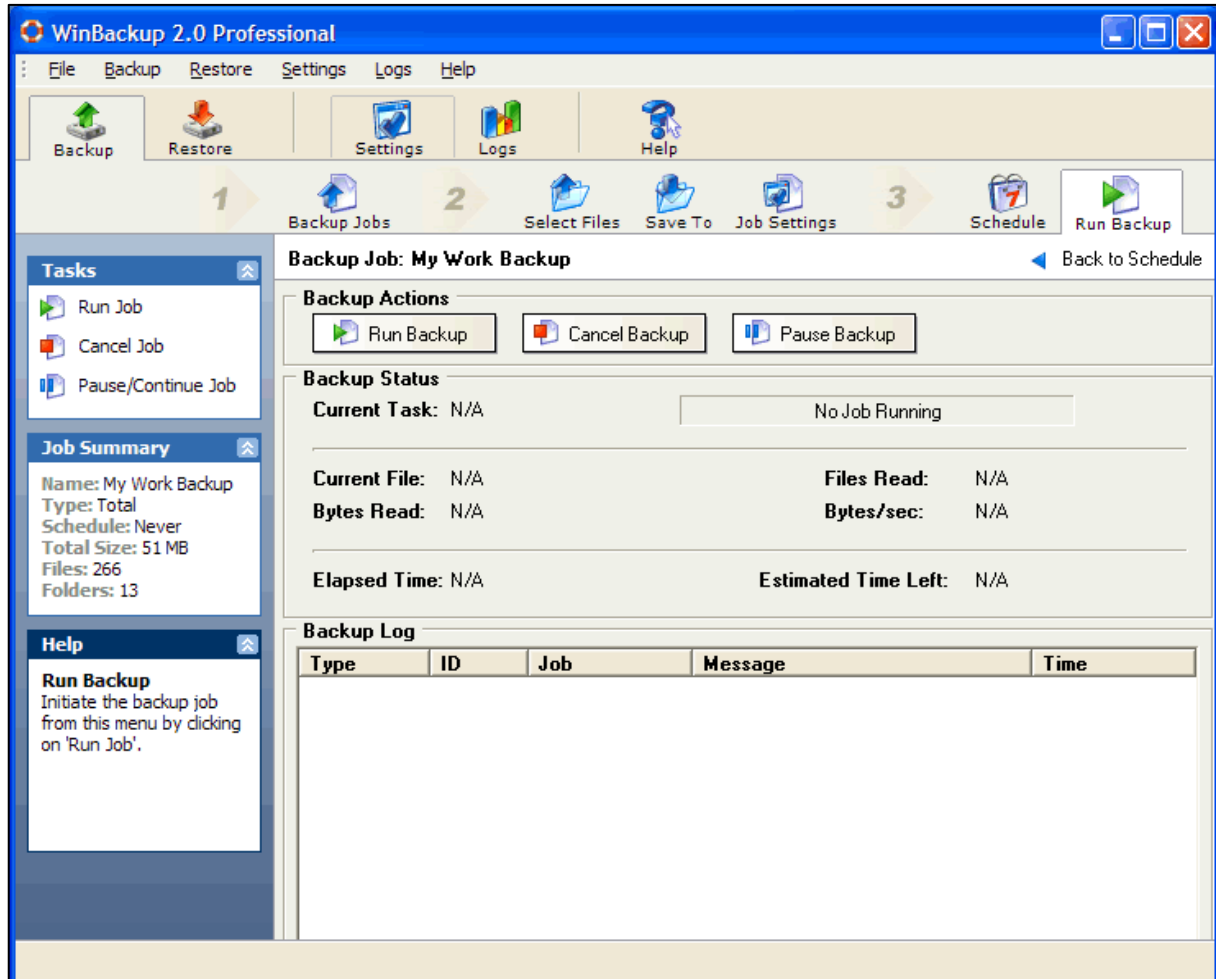 WinBackup 2.0 Professional
File Backup Restore Settings Logs Help
Backup Restore Settings Logs Help
1 Backup Jobs 2 Select Files Save To Job Settings 3 Schedule Run Backup
Tasks
Run Job
Cancel Job
Pause/Continue Job
Job Summary
Name: My Work Backup
Type: Total
Schedule: Never
Total Size: 51 MB
Files: 266
Folders: 13
Help
Run Backup
Initiate the backup job
from this menu by clicking
on 'Run Job'.
Backup Job: My Work Backup Back to Schedule
Backup Actions
Run Backup Cancel Backup Pause Backup
Backup Status
Current Task: N/A No Job Running
Current File: N/A Files Read: N/A
Bytes Read: N/A Bytes/sec: N/A
Elapsed Time: N/A Estimated Time Left: N/A
Backup Log
Type ID Job Message Time